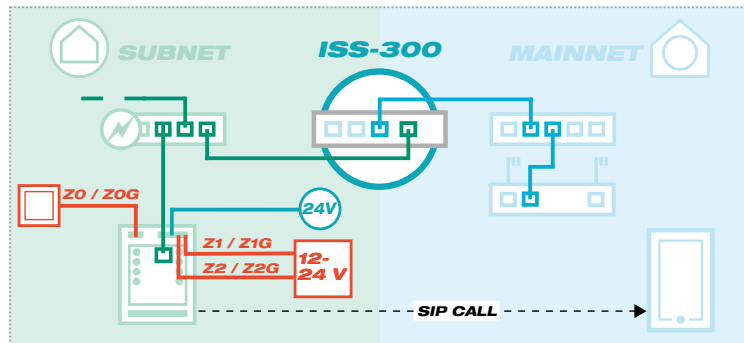 SUBNET
ISS-300
MAINNET
Z0 / Z0G
24V
Z1 / Z1G
Z2 / Z2G
12-
24 V
SIP CALL